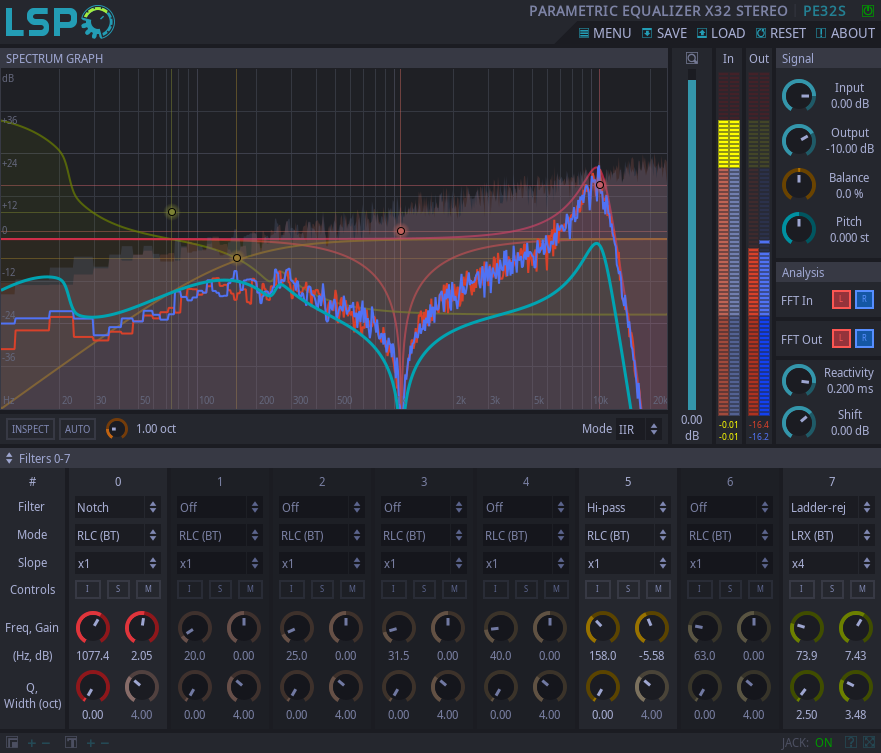 LSP
PARAMETRIC EQUALIZER X32 STEREO PE32S
MENU SAVE LOAD RESET ABOUT
SPECTRUM GRAPH
In Out
Signal
dB
+36
+24
+12
0
-12
-24
-36
Hz 20 30 50 100 200 300 500 2k 3k 5k 10k 20k
0.00
dB
-0.01 -16.4
-0.01 -16.2
Input
0.00 dB
Output
-10.00 dB
Balance
0.0 %
Pitch
0.000 st
Analysis
FFT In L R
FFT Out L R
Reactivity
0.200 ms
Shift
0.00 dB
INSPECT AUTO 1.00 oct Mode IIR
Filters 0-7
# 0 1 2 3 4 5 6 7
Filter Notch Off Off Off Off Hi-pass Off Ladder-rej
Mode RLC (BT) RLC (BT) RLC (BT) RLC (BT) RLC (BT) RLC (BT) RLC (BT) LRX (BT)
Slope x1 x1 x1 x1 x1 x1 x1 x4
Controls I S M I S M I S M I S M I S M I S M I S M I S M
Freq, Gain
(Hz, dB) 1077.4 2.05 20.0 0.00 25.0 0.00 31.5 0.00 40.0 0.00 158.0 -5.58 63.0 0.00 73.9 7.43
Q,
Width (oct)
0.00 4.00 0.00 4.00 0.00 4.00 0.00 4.00 0.00 4.00 0.00 4.00 0.00 4.00 2.50 3.48
+ − + − JACK: ON ?